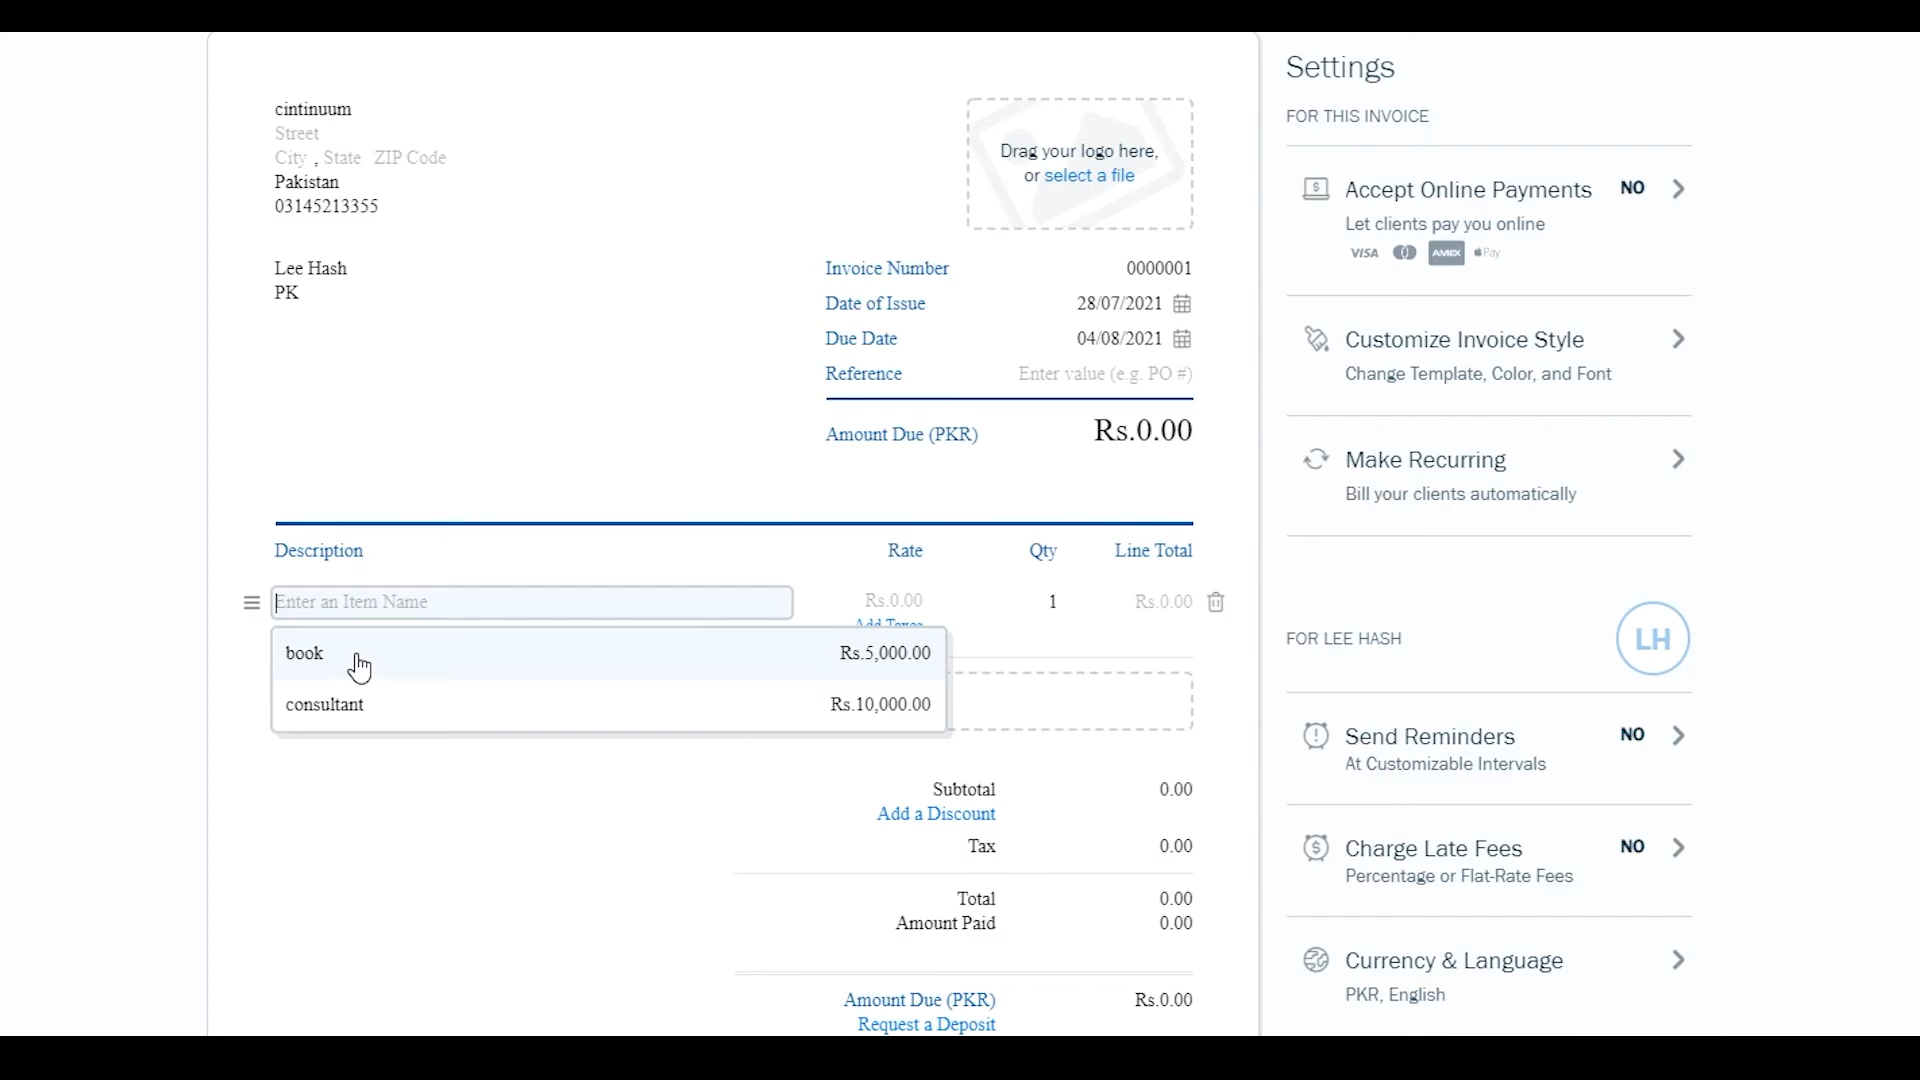 cintinuum
Street
City , State ZIP Code
Pakistan
03145213355
Drag your logo here,
or select a file
Lee Hash
PK
Invoice Number 0000001
Date of Issue 28/07/2021
Due Date 04/08/2021
Reference Enter value (e.g. PO #)
Amount Due (PKR) Rs.0.00
Description Rate Qty Line Total
Enter an Item Name Rs.0.00 1 Rs.0.00
Add Taxes
book Rs.5,000.00
consultant Rs.10,000.00
Subtotal 0.00
Add a Discount
Tax 0.00
Total 0.00
Amount Paid 0.00
Amount Due (PKR) Rs.0.00
Request a Deposit
Settings
FOR THIS INVOICE
Accept Online Payments NO
Let clients pay you online
VISA AMEX Pay
Customize Invoice Style
Change Template, Color, and Font
Make Recurring
Bill your clients automatically
FOR LEE HASH LH
Send Reminders NO
At Customizable Intervals
Charge Late Fees NO
Percentage or Flat-Rate Fees
Currency & Language
PKR, English